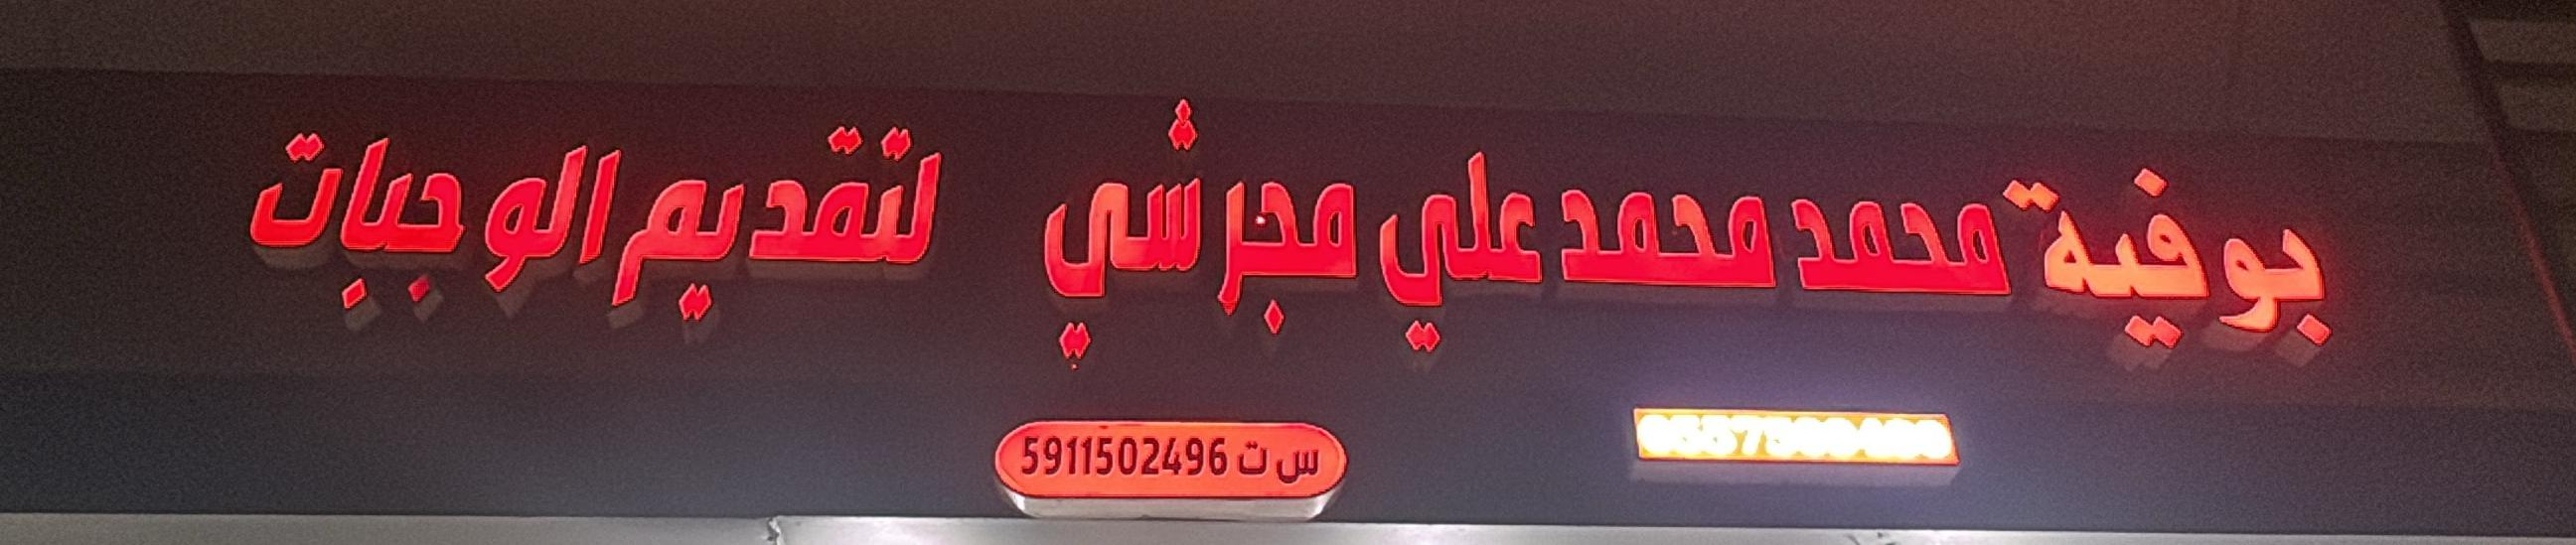 بوفية محمد محمد علي مجرشي لتقديم الوجبات
س ت 5911502496